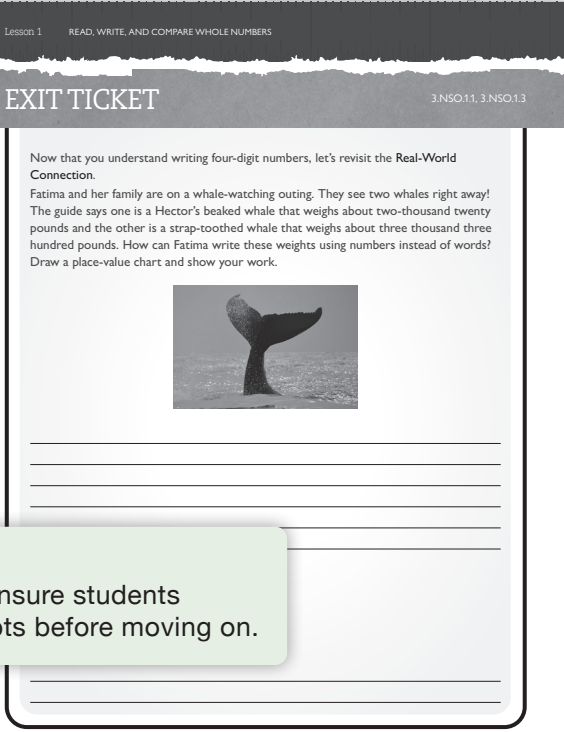 Lesson 1 READ, WRITE, AND COMPARE WHOLE NUMBERS
EXIT TICKET 3.NSO.1.1, 3.NSO.1.3
Now that you understand writing four-digit numbers, let's revisit the Real-World
Connection.
Fatima and her family are on a whale-watching outing. They see two whales right away!
The guide says one is a Hector's beaked whale that weighs about two-thousand twenty
pounds and the other is a strap-toothed whale that weighs about three thousand three
hundred pounds. How can Fatima write these weights using numbers instead of words?
Draw a place-value chart and show your work.
students
before moving on.